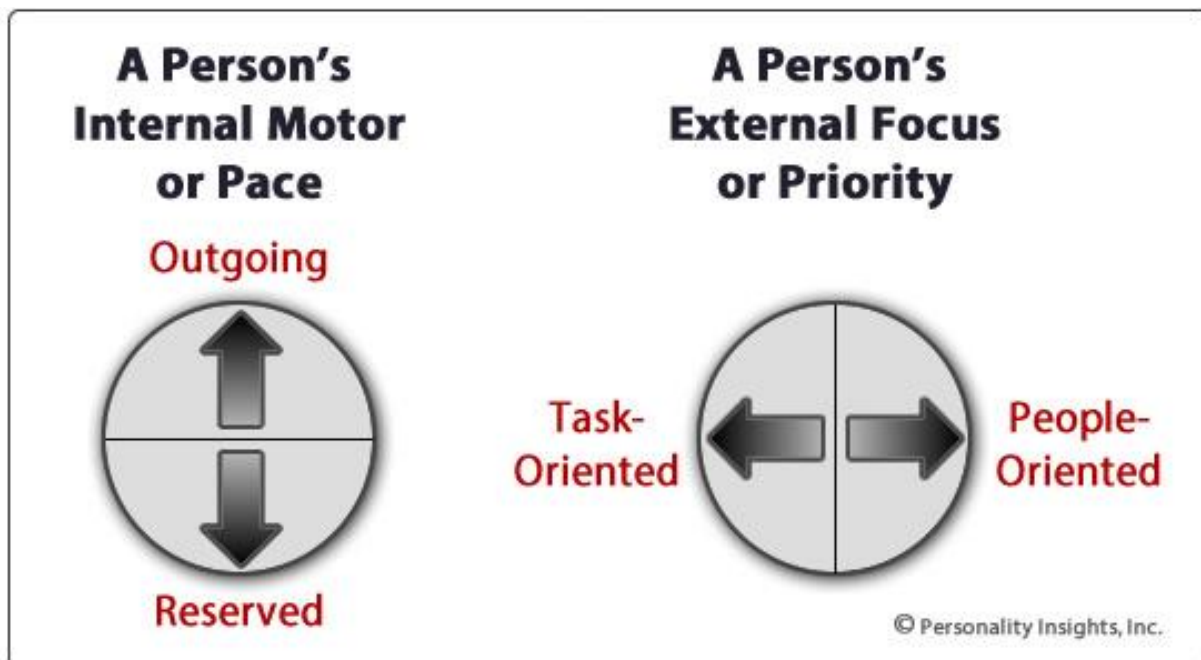 A Person’s
Internal Motor
or Pace
Outgoing
Reserved
A Person’s
External Focus
or Priority
Task-
Oriented
People-
Oriented
© Personality Insights, Inc.